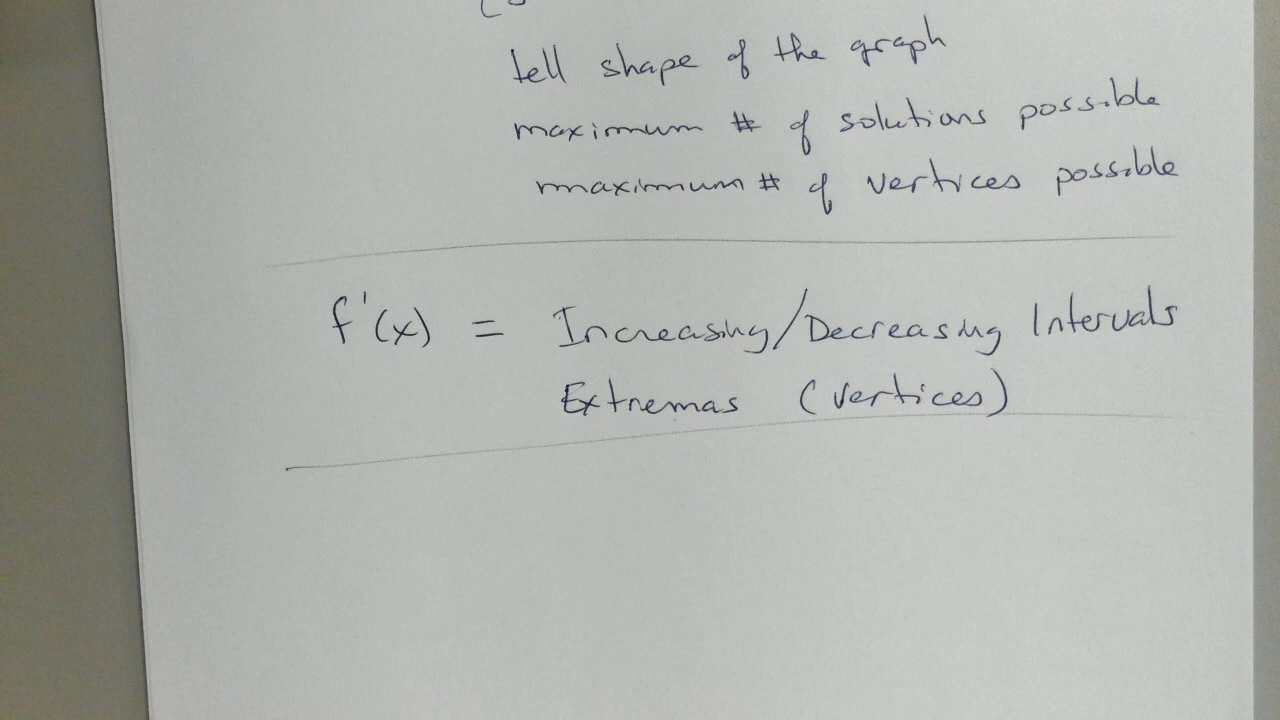 tell shape of the graph
maximum # of solutions possible
maximum # of vertices possible
f'(x) = Increasing/Decreasing Intervals
Extremas (vertices)